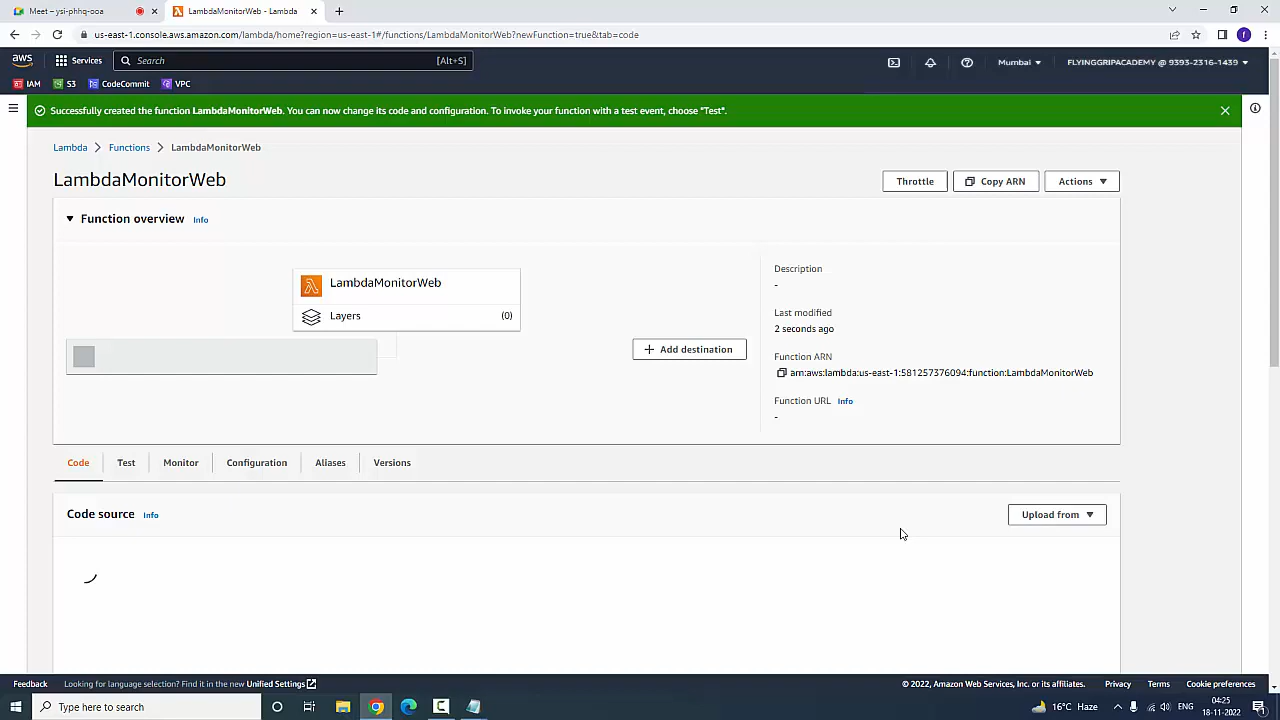 Meet – ysi-phhq-ooa
LambdaMonitorWeb - Lambda
us-east-1.console.aws.amazon.com/lambda/home?region=us-east-1#/functions/LambdaMonitorWeb?newFunction=true&tab=code
f
aws
Services
Search
[Alt+S]
Mumbai
FLYINGGRIPACADEMY @ 9393-2316-1439
IAM
S3
CodeCommit
VPC
Successfully created the function LambdaMonitorWeb. You can now change its code and configuration. To invoke your function with a test event, choose "Test".
Lambda
Functions
LambdaMonitorWeb
LambdaMonitorWeb
Throttle
Copy ARN
Actions
Function overview
Info
LambdaMonitorWeb
Layers
(0)
Add destination
Description
-
Last modified
2 seconds ago
Function ARN
arn:aws:lambda:us-east-1:581257376094:function:LambdaMonitorWeb
Function URL
Info
-
Code
Test
Monitor
Configuration
Aliases
Versions
Code source
Info
Upload from
Feedback
Looking for language selection? Find it in the new Unified Settings
© 2022, Amazon Web Services, Inc. or its affiliates.
Privacy
Terms
Cookie preferences
Type here to search
16°C Haze
ENG
04:25
18-11-2022